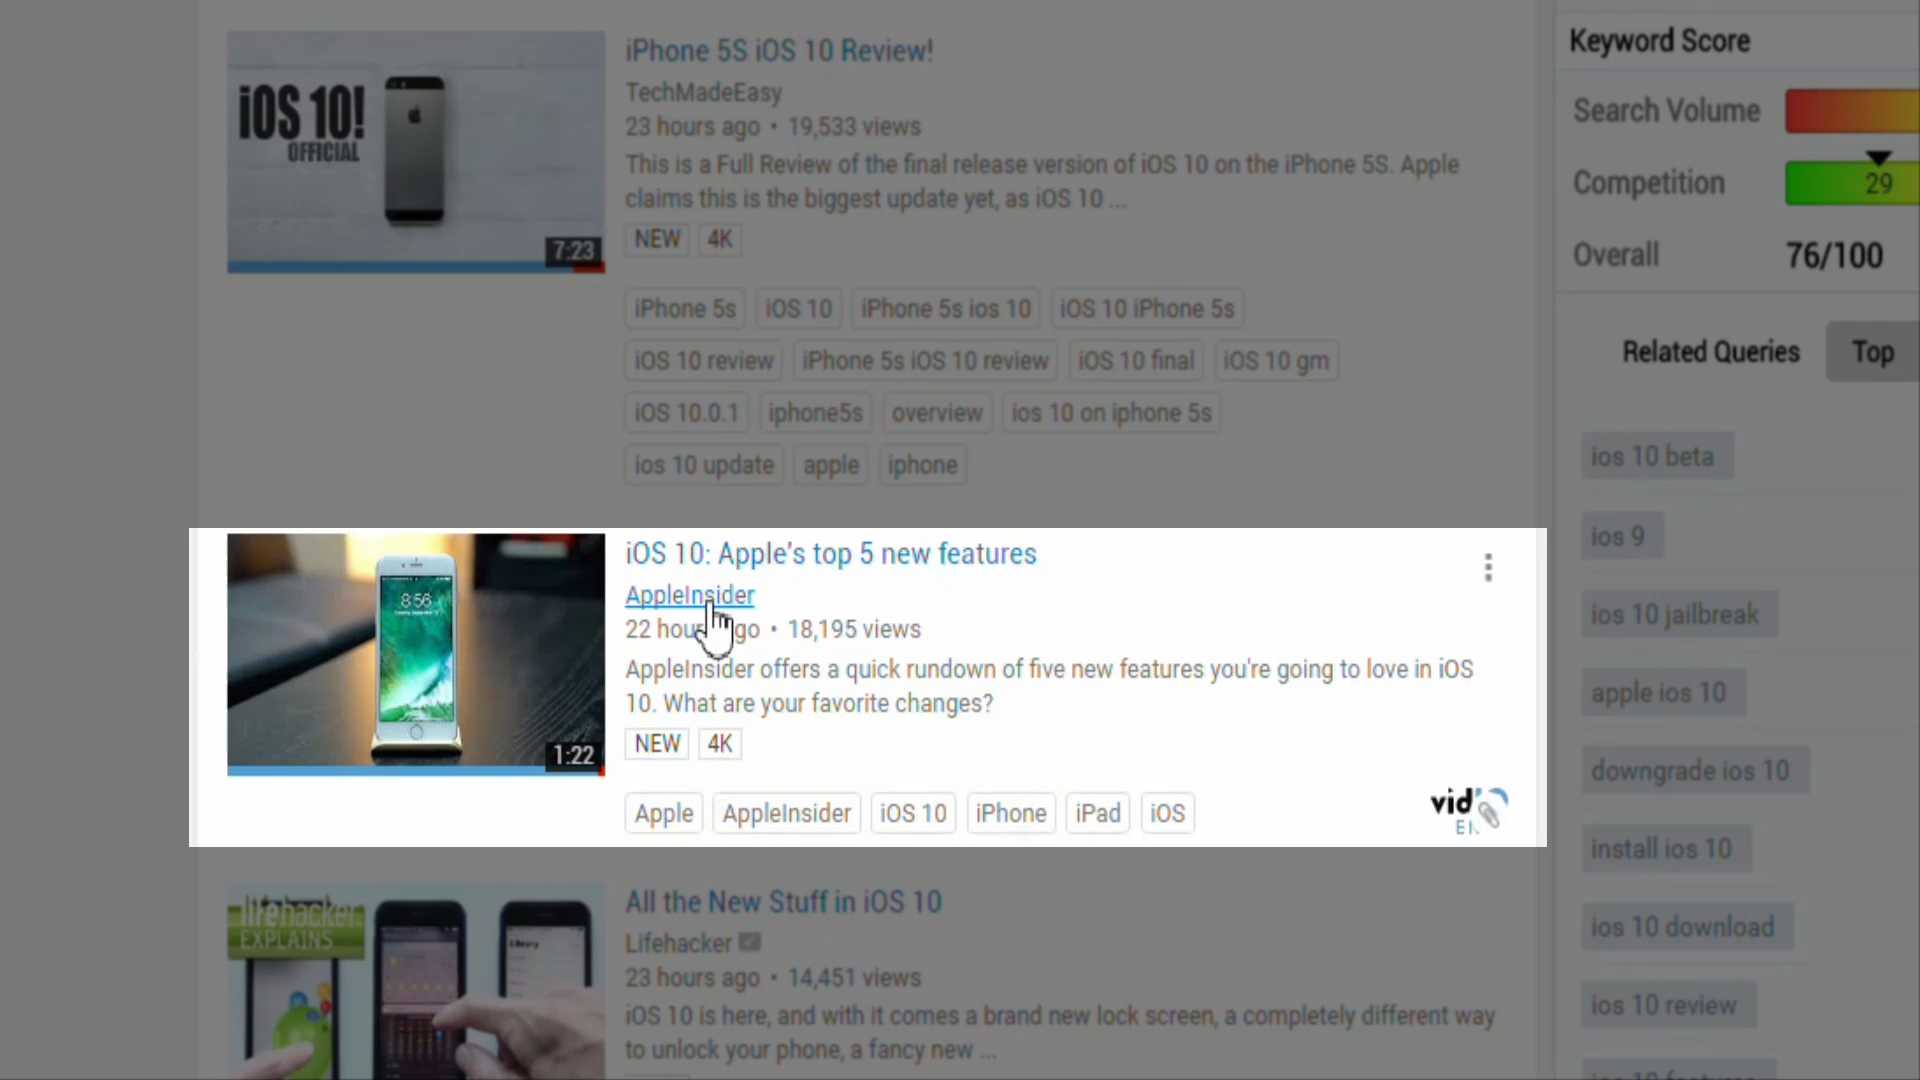 iOS 10!
OFFICIAL
7:23
iPhone 5S iOS 10 Review!
TechMadeEasy
23 hours ago • 19,533 views
This is a Full Review of the final release version of iOS 10 on the iPhone 5S. Apple
claims this is the biggest update yet, as iOS 10 ...
NEW 4K
iPhone 5s iOS 10 iPhone 5s ios 10 iOS 10 iPhone 5s
iOS 10 review iPhone 5s iOS 10 review iOS 10 final iOS 10 gm
iOS 10.0.1 iphone5s overview ios 10 on iphone 5s
ios 10 update apple iphone
8:56
1:22
iOS 10: Apple's top 5 new features
AppleInsider
22 hours ago • 18,195 views
AppleInsider offers a quick rundown of five new features you're going to love in iOS
10. What are your favorite changes?
NEW 4K
Apple AppleInsider iOS 10 iPhone iPad iOS
vid
lifehacker
EXPLAINS
All the New Stuff in iOS 10
Lifehacker
23 hours ago • 14,451 views
iOS 10 is here, and with it comes a brand new lock screen, a completely different way
to unlock your phone, a fancy new ...
Keyword Score
Search Volume
Competition 29
Overall 76/100
Related Queries Top
ios 10 beta
ios 9
ios 10 jailbreak
apple ios 10
downgrade ios 10
install ios 10
ios 10 download
ios 10 review
ios 10 features